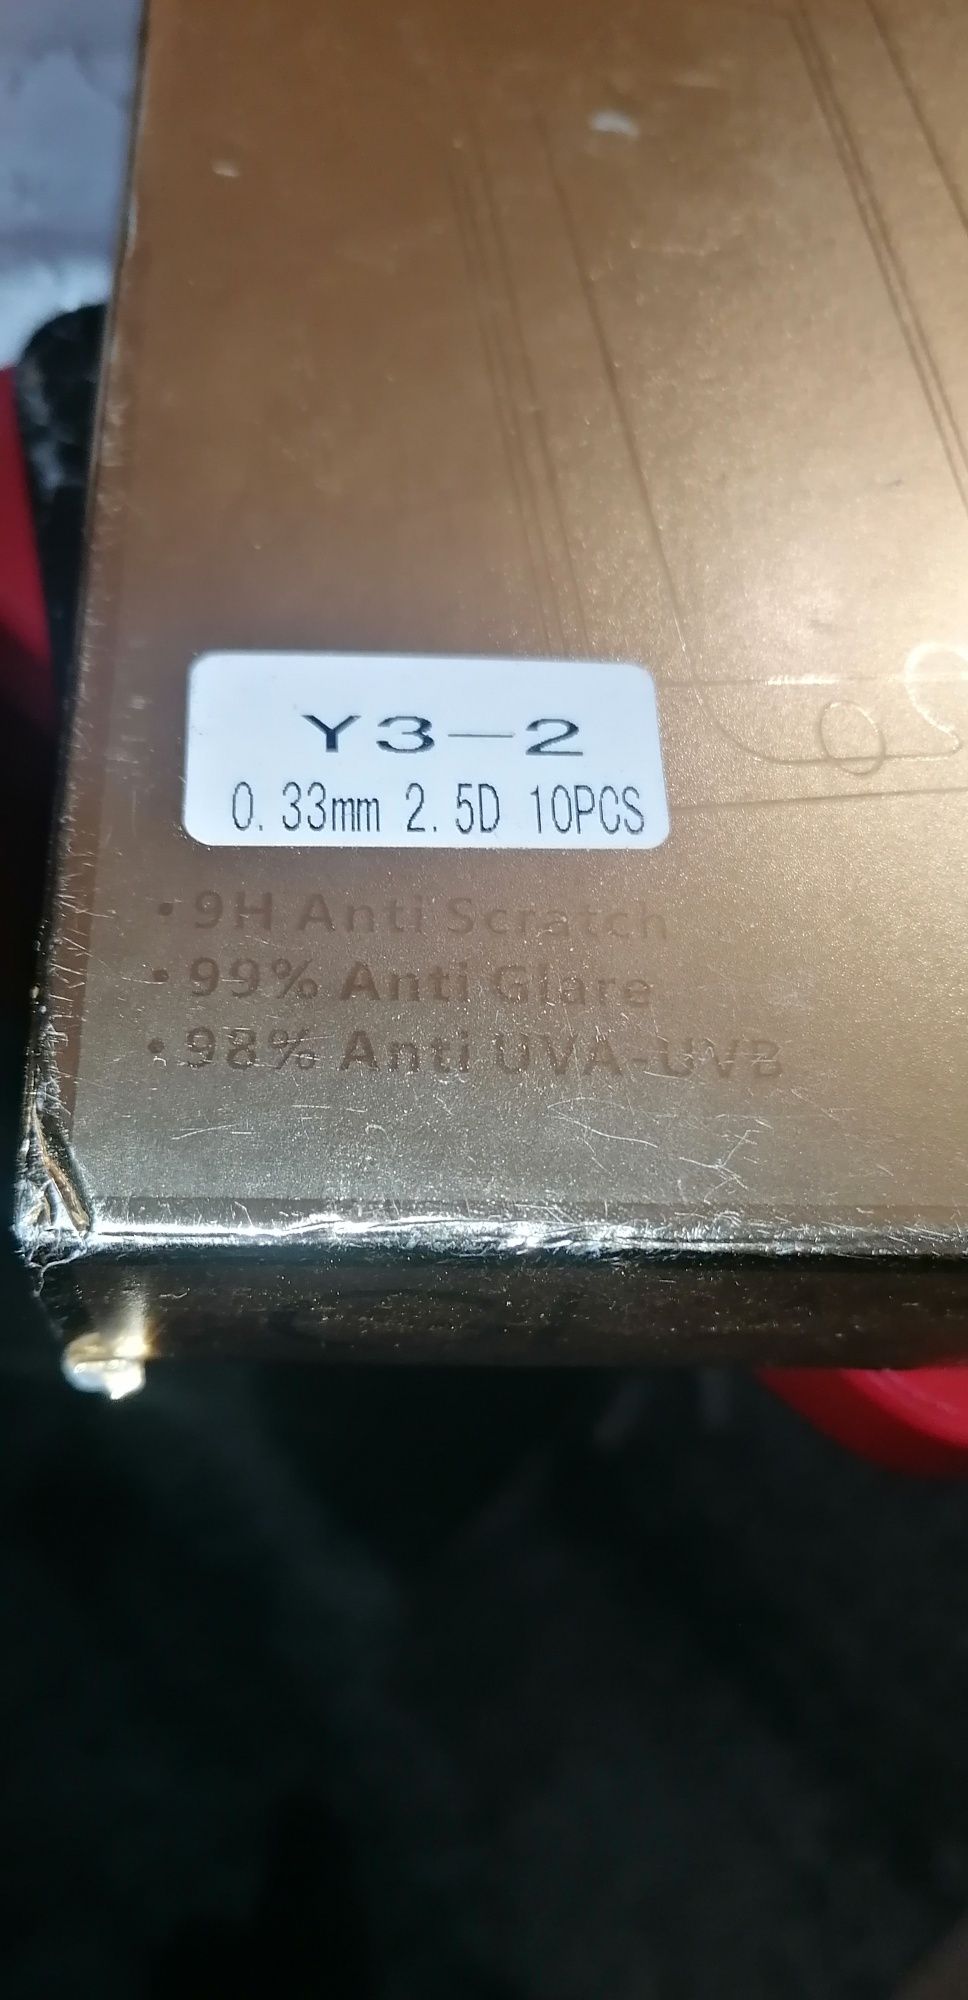 Y3-2
0.33mm 2.5D 10PCS
• 9H Anti Scratch
• 99% Anti Glare
• 98% Anti UVA-UVB